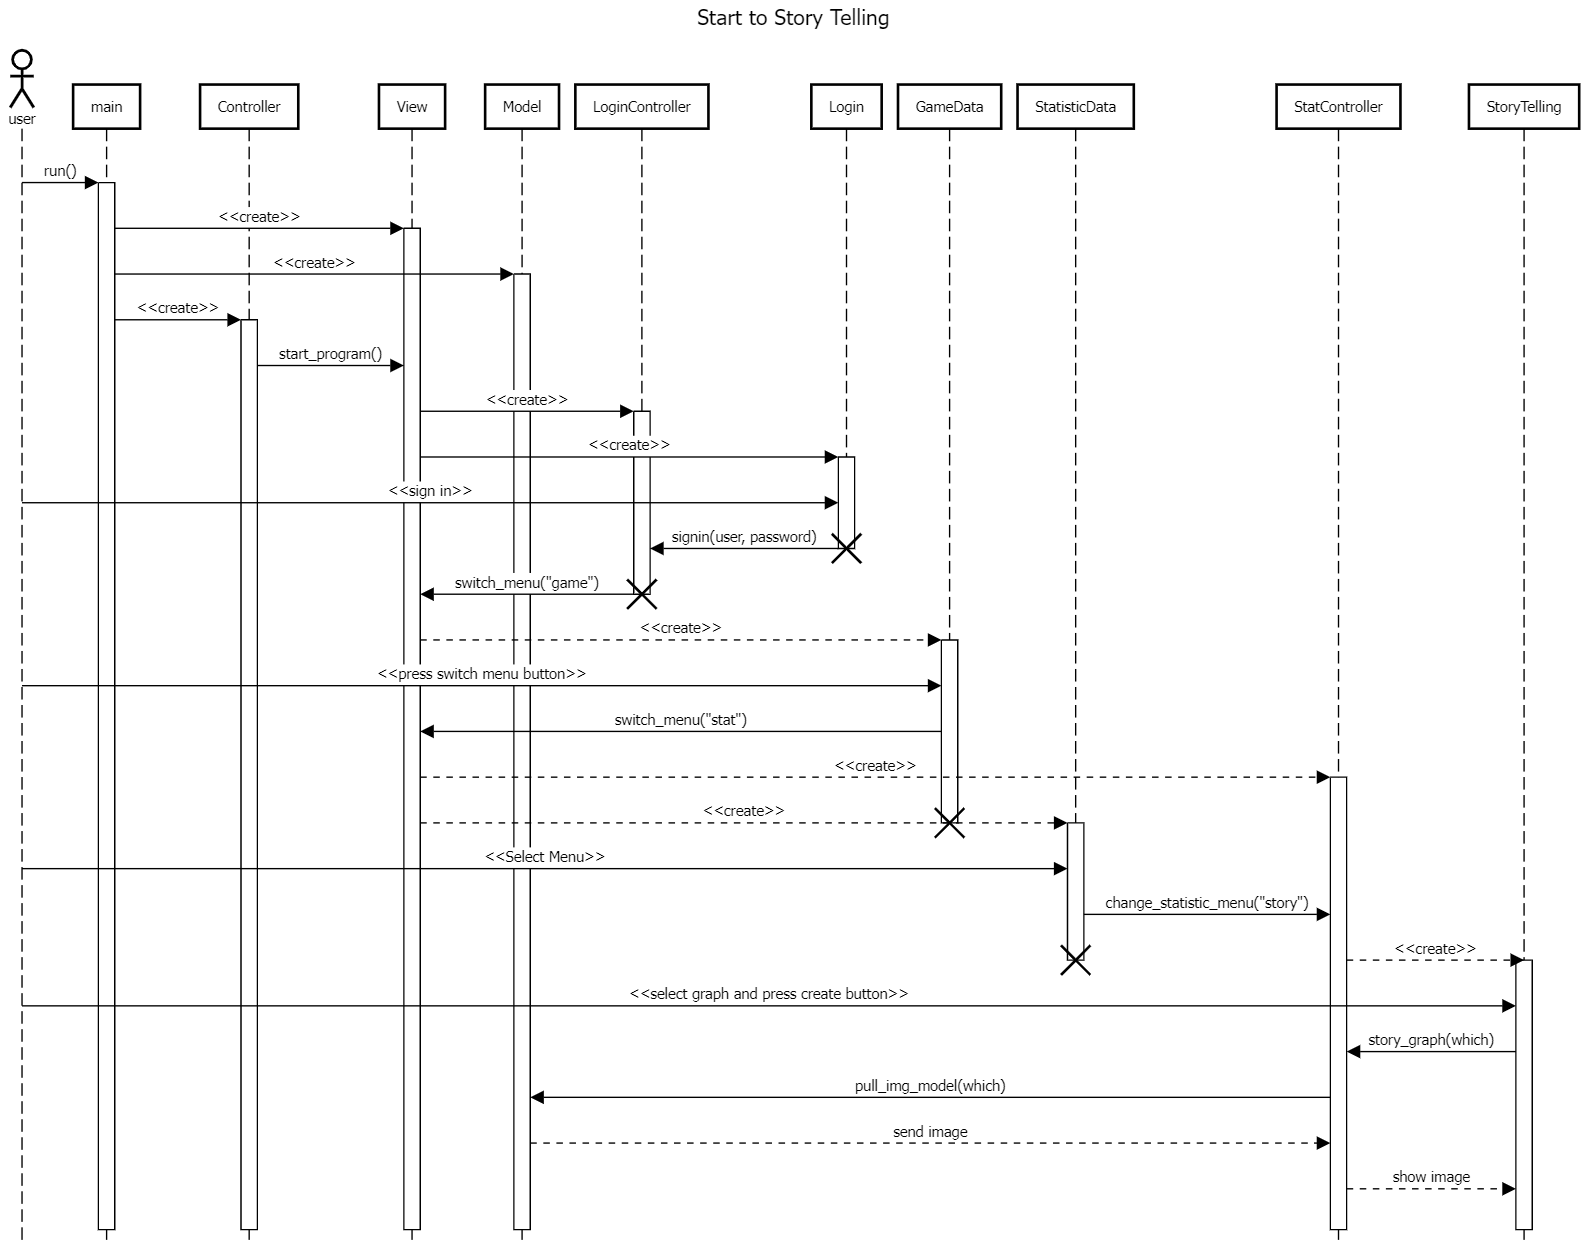 Start to Story Telling
user
main
Controller
View
Model
LoginController
Login
GameData
StatisticData
StatController
StoryTelling
run()
<<create>>
<<create>>
<<create>>
start_program()
<<create>>
<<create>>
<<sign in>>
signin(user, password)
switch_menu("game")
<<create>>
<<press switch menu button>>
switch_menu("stat")
<<create>>
<<create>>
<<Select Menu>>
change_statistic_menu("story")
<<create>>
<<select graph and press create button>>
story_graph(which)
pull_img_model(which)
send image
show image